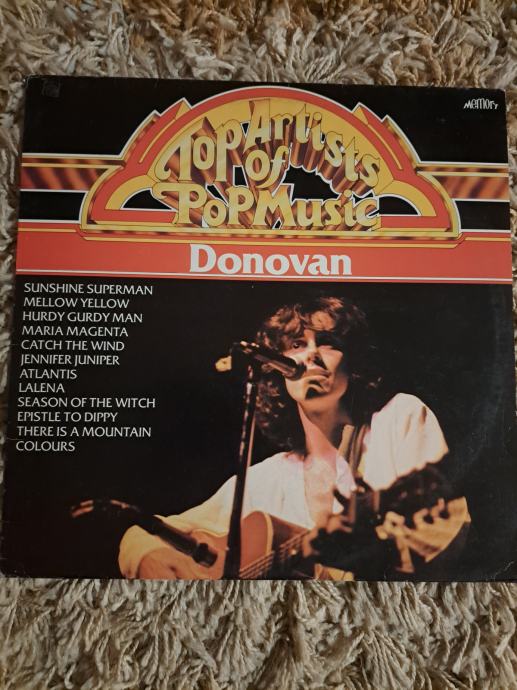 MEMORY
Top Artists
of
Pop Music
Donovan
SUNSHINE SUPERMAN
MELLOW YELLOW
HURDY GURDY MAN
MARIA MAGENTA
CATCH THE WIND
JENNIFER JUNIPER
ATLANTIS
LALENA
SEASON OF THE WITCH
EPISTLE TO DIPPY
THERE IS A MOUNTAIN
COLOURS